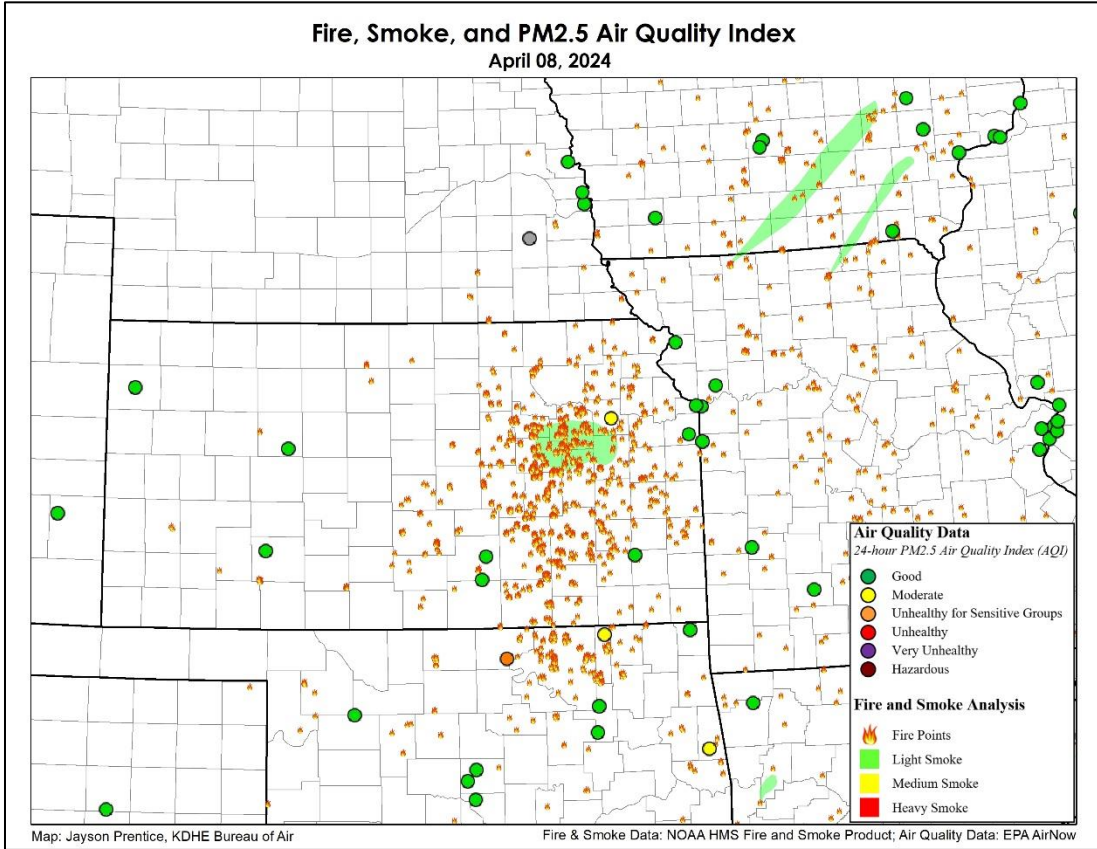 Fire, Smoke, and PM2.5 Air Quality Index
April 08, 2024
Air Quality Data
24-hour PM2.5 Air Quality Index (AQI)
Good
Moderate
Unhealthy for Sensitive Groups
Unhealthy
Very Unhealthy
Hazardous
Fire and Smoke Analysis
Fire Points
Light Smoke
Medium Smoke
Heavy Smoke
Map: Jayson Prentice, KDHE Bureau of Air
Fire & Smoke Data: NOAA HMS Fire and Smoke Product; Air Quality Data: EPA AirNow